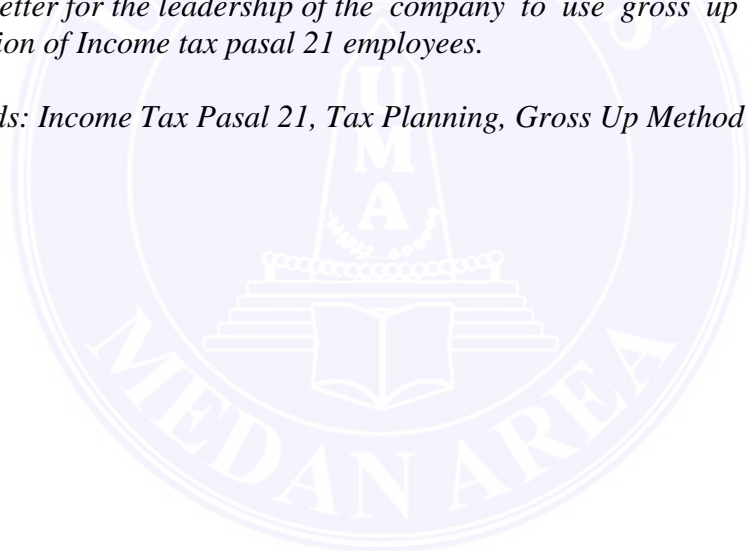 etter for the leadership of the company to use gross up
ion of Income tax pasal 21 employees.
ds: Income Tax Pasal 21, Tax Planning, Gross Up Method
UMA
MEDAN AREA